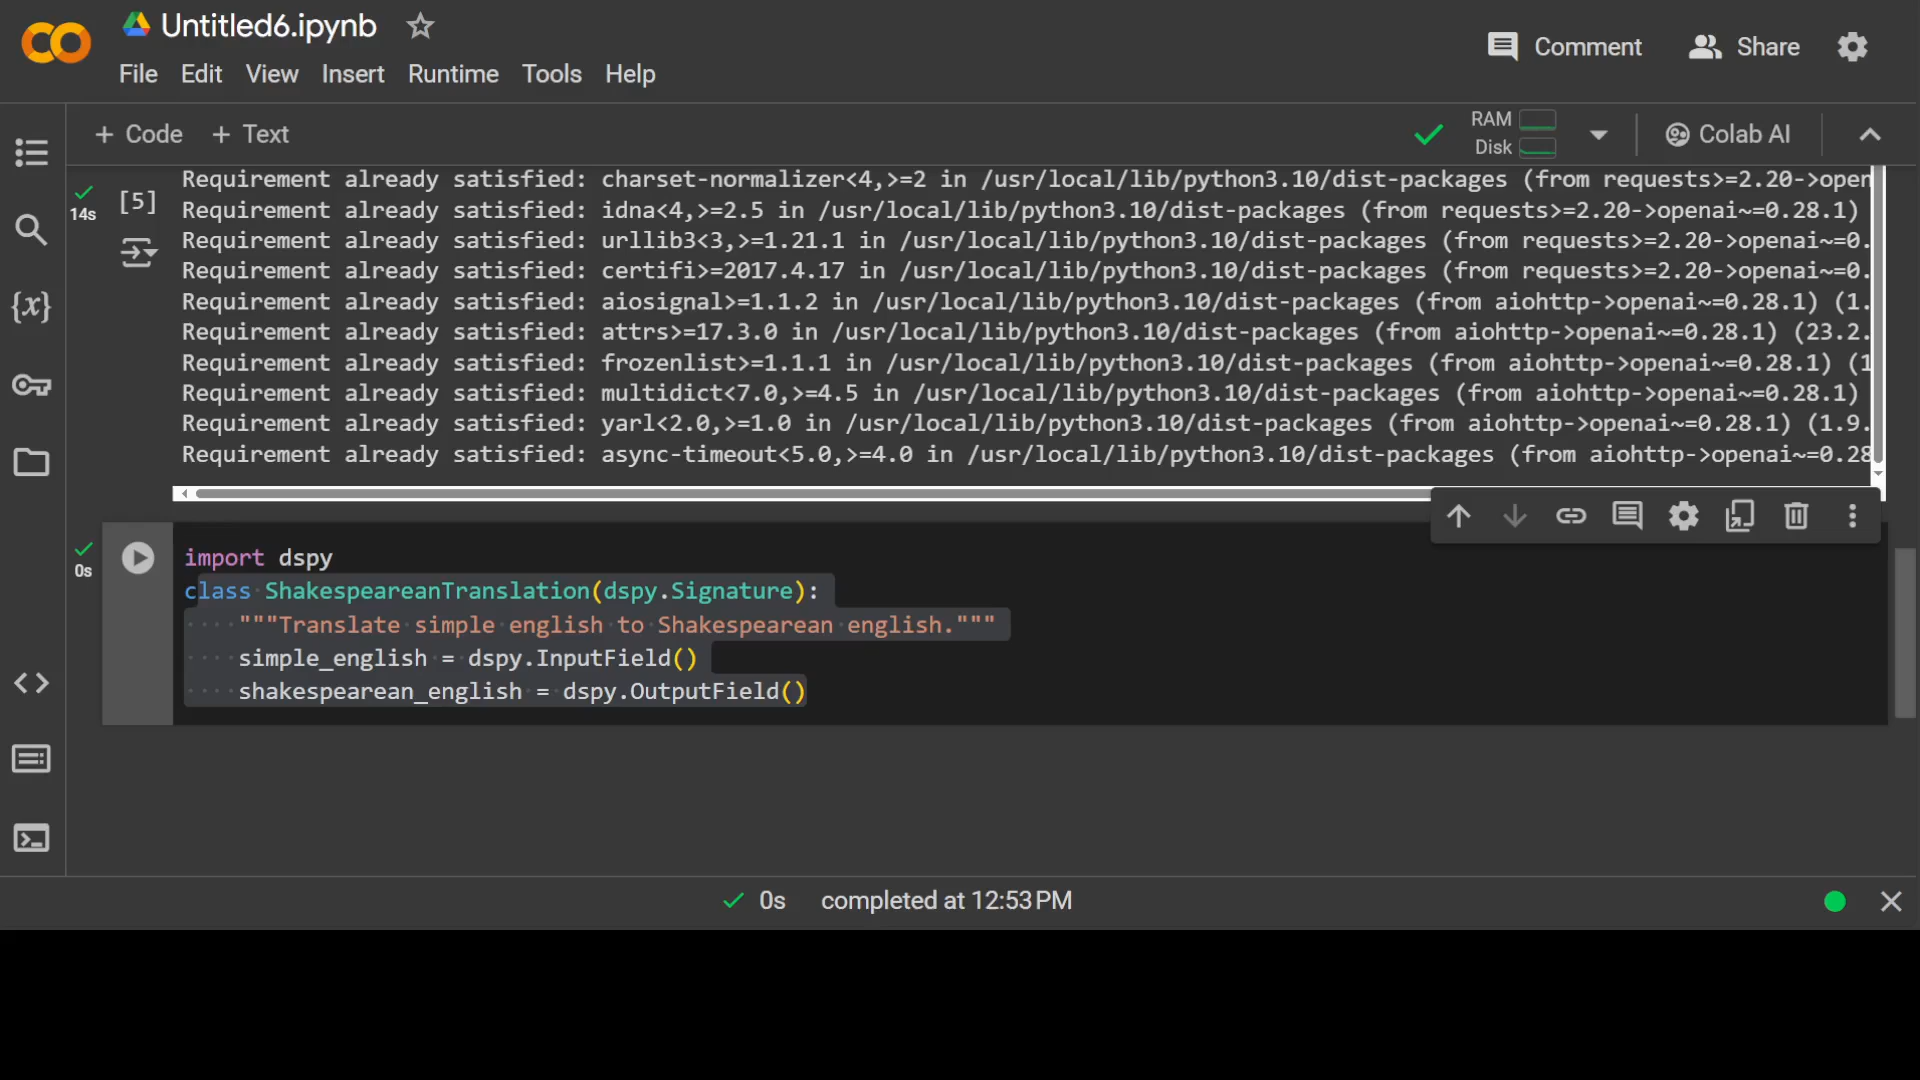 Untitled6.ipynb
Comment
Share
File Edit View Insert Runtime Tools Help
+ Code + Text
RAM
Disk
Colab AI
14s
[5]
Requirement already satisfied: charset-normalizer<4,>=2 in /usr/local/lib/python3.10/dist-packages (from requests>=2.20->open
Requirement already satisfied: idna<4,>=2.5 in /usr/local/lib/python3.10/dist-packages (from requests>=2.20->openai~=0.28.1)
Requirement already satisfied: urllib3<3,>=1.21.1 in /usr/local/lib/python3.10/dist-packages (from requests>=2.20->openai~=0.
Requirement already satisfied: certifi>=2017.4.17 in /usr/local/lib/python3.10/dist-packages (from requests>=2.20->openai~=0.
Requirement already satisfied: aiosignal>=1.1.2 in /usr/local/lib/python3.10/dist-packages (from aiohttp->openai~=0.28.1) (1.
Requirement already satisfied: attrs>=17.3.0 in /usr/local/lib/python3.10/dist-packages (from aiohttp->openai~=0.28.1) (23.2.
Requirement already satisfied: frozenlist>=1.1.1 in /usr/local/lib/python3.10/dist-packages (from aiohttp->openai~=0.28.1) (1
Requirement already satisfied: multidict<7.0,>=4.5 in /usr/local/lib/python3.10/dist-packages (from aiohttp->openai~=0.28.1)
Requirement already satisfied: yarl<2.0,>=1.0 in /usr/local/lib/python3.10/dist-packages (from aiohttp->openai~=0.28.1) (1.9.
Requirement already satisfied: async-timeout<5.0,>=4.0 in /usr/local/lib/python3.10/dist-packages (from aiohttp->openai~=0.28
0s
import dspy
class ShakespeareanTranslation(dspy.Signature):
    """Translate simple english to Shakespearean english."""
    simple_english = dspy.InputField()
    shakespearean_english = dspy.OutputField()
0s completed at 12:53 PM